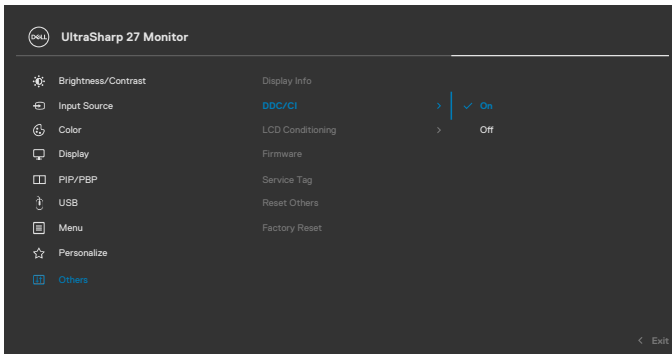 DELL UltraSharp 27 Monitor
Brightness/Contrast Display Info
Input Source DDC/CI On
Color LCD Conditioning Off
Display Firmware
PIP/PBP Service Tag
USB Reset Others
Menu Factory Reset
Personalize
Others
Exit